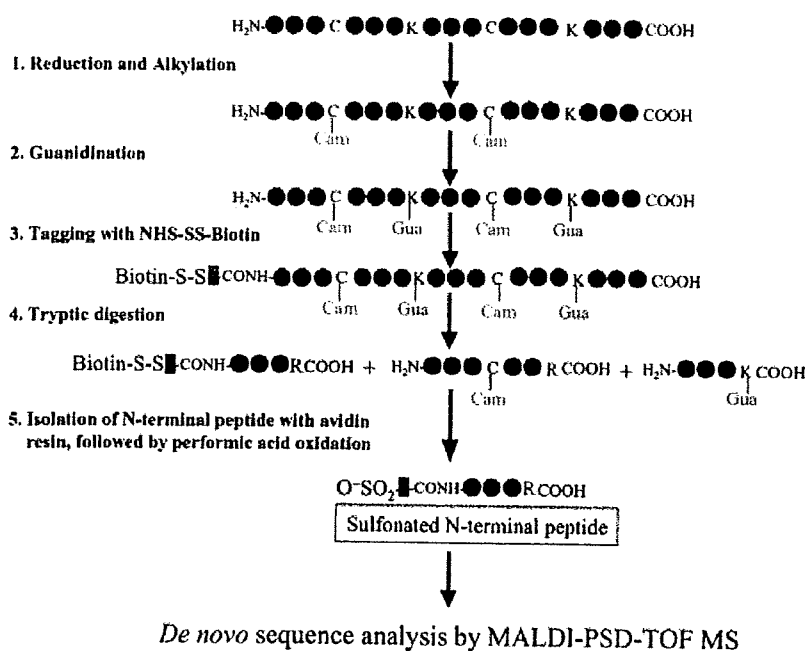 H₂N-●●●C●●●K●●●C●●●K●●●COOH
1. Reduction and Alkylation
H₂N-●●●C●●●K●●●C●●●K●●●COOH
Cam Cam
2. Guanidination
H₂N-●●●C●●●K●●●C●●●K●●●COOH
Cam Gua Cam Gua
3. Tagging with NHS-SS-Biotin
Biotin-S-S▮-CONH-●●●C●●●K●●●C●●●K●●●COOH
Cam Gua Cam Gua
4. Tryptic digestion
Biotin-S-S▮-CONH-●●●RCOOH + H₂N-●●●C●●RCOOH + H₂N-●●●KCOOH
Cam Gua
5. Isolation of N-terminal peptide with avidin
resin, followed by performic acid oxidation
O⁻SO₂-▮-CONH-●●●RCOOH
Sulfonated N-terminal peptide
De novo sequence analysis by MALDI-PSD-TOF MS